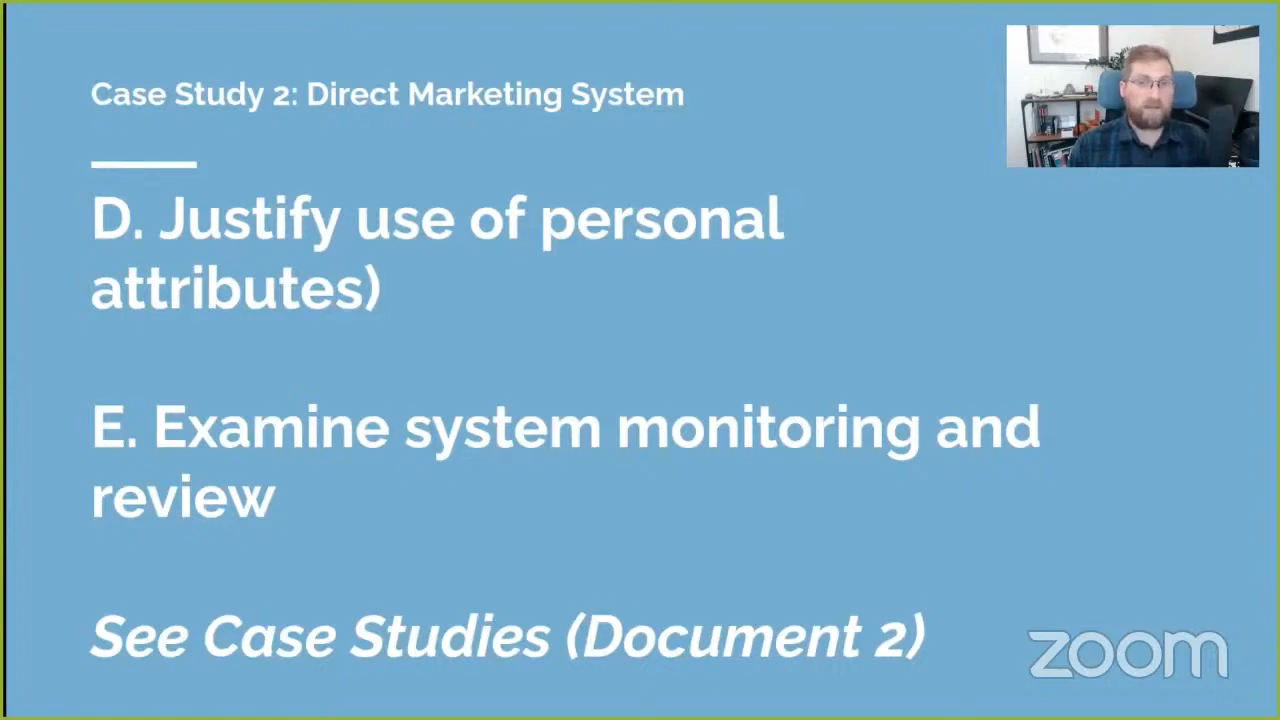 Case Study 2: Direct Marketing System
D. Justify use of personal
attributes)
E. Examine system monitoring and
review
See Case Studies (Document 2)
zoom